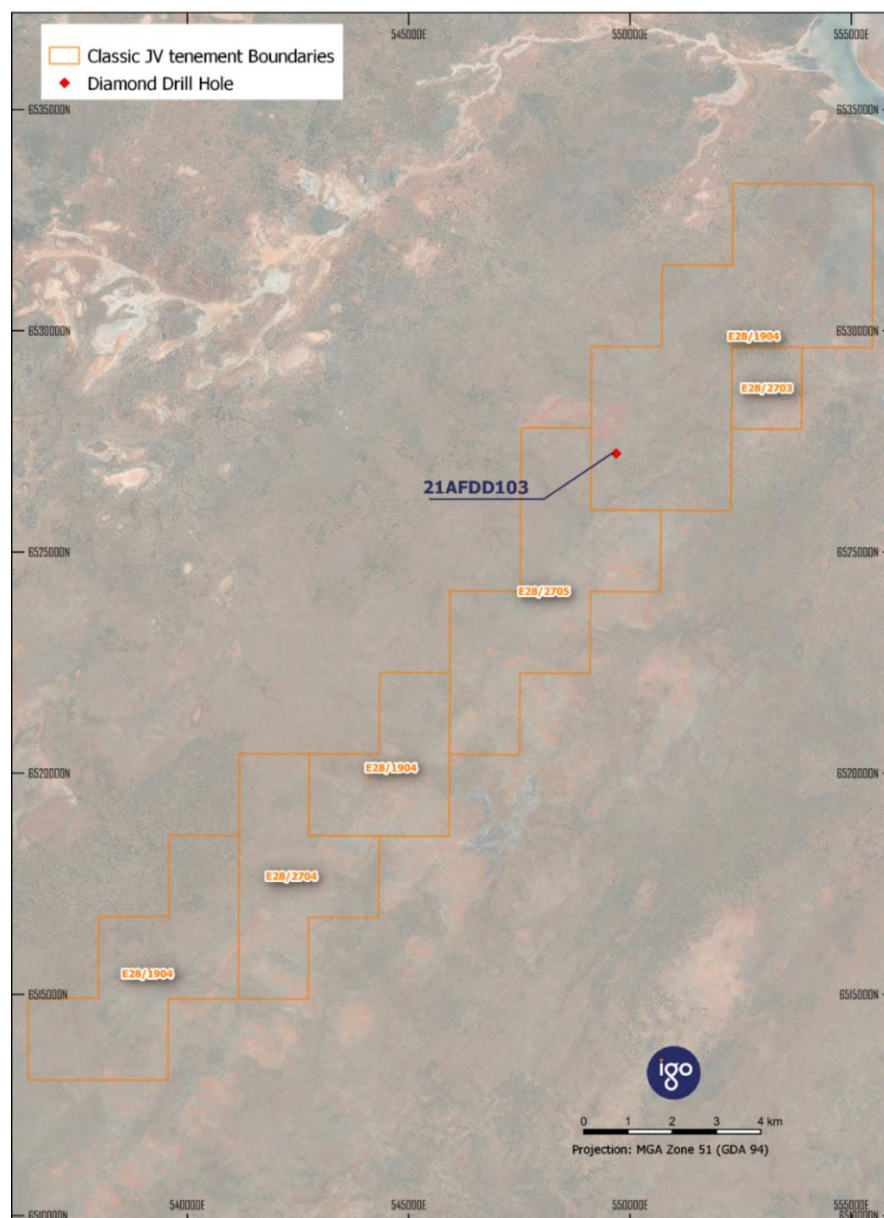 545000E
550000E
555000E
Classic JV tenement Boundaries
Diamond Drill Hole
6535000N
6535000N
6530000N
E28/1904
6530000N
E28/2703
21AFDD103
6525000N
6525000N
E28/2705
6520000N
E28/1904
6520000N
E28/2704
E28/1904
6515000N
6515000N
igo
0 1 2 3 4 km
Projection: MGA Zone 51 (GDA 94)
6510000N
540000E
545000E
550000E
555000E
6510000N